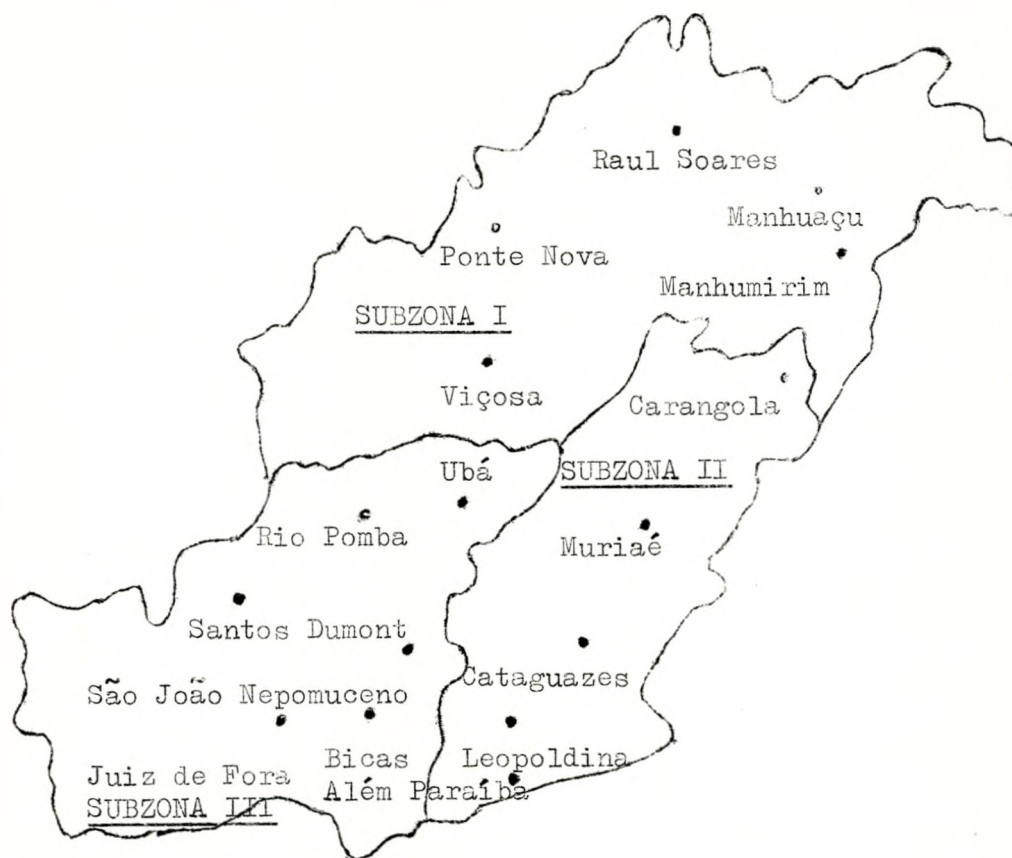 Raul Soares
Manhuaçu
Ponte Nova
Manhumirim
SUBZONA I
Viçosa
Carangola
Ubá
SUBZONA II
Rio Pomba
Muriaé
Santos Dumont
Cataguazes
São João Nepomuceno
Bicas
Leopoldina
Juiz de Fora
Além Paraíba
SUBZONA III